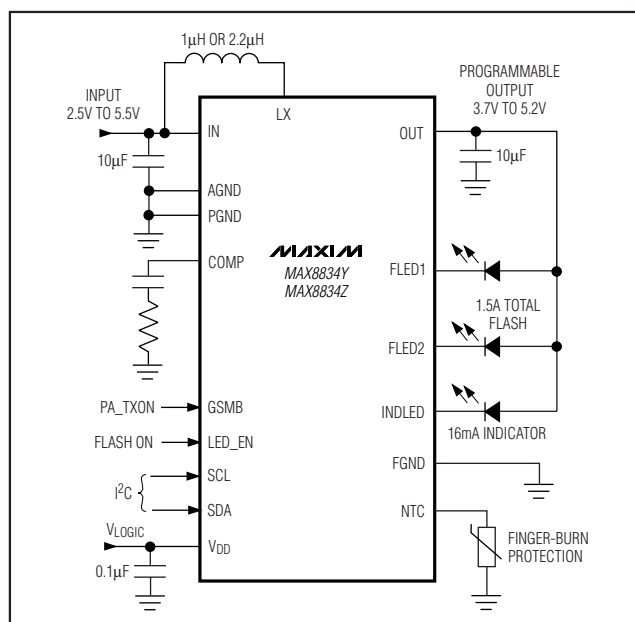 1µH OR 2.2µH
INPUT
2.5V TO 5.5V
PROGRAMMABLE
OUTPUT
3.7V TO 5.2V
LX
IN
OUT
10µF
10µF
AGND
PGND
MAXIM
MAX8834Y
MAX8834Z
COMP
FLED1
1.5A TOTAL
FLASH
FLED2
PA_TXON
GSMB
INDLED
16mA INDICATOR
FLASH ON
LED_EN
FGND
SCL
I²C
SDA
NTC
VLOGIC
VDD
FINGER-BURN
PROTECTION
0.1µF